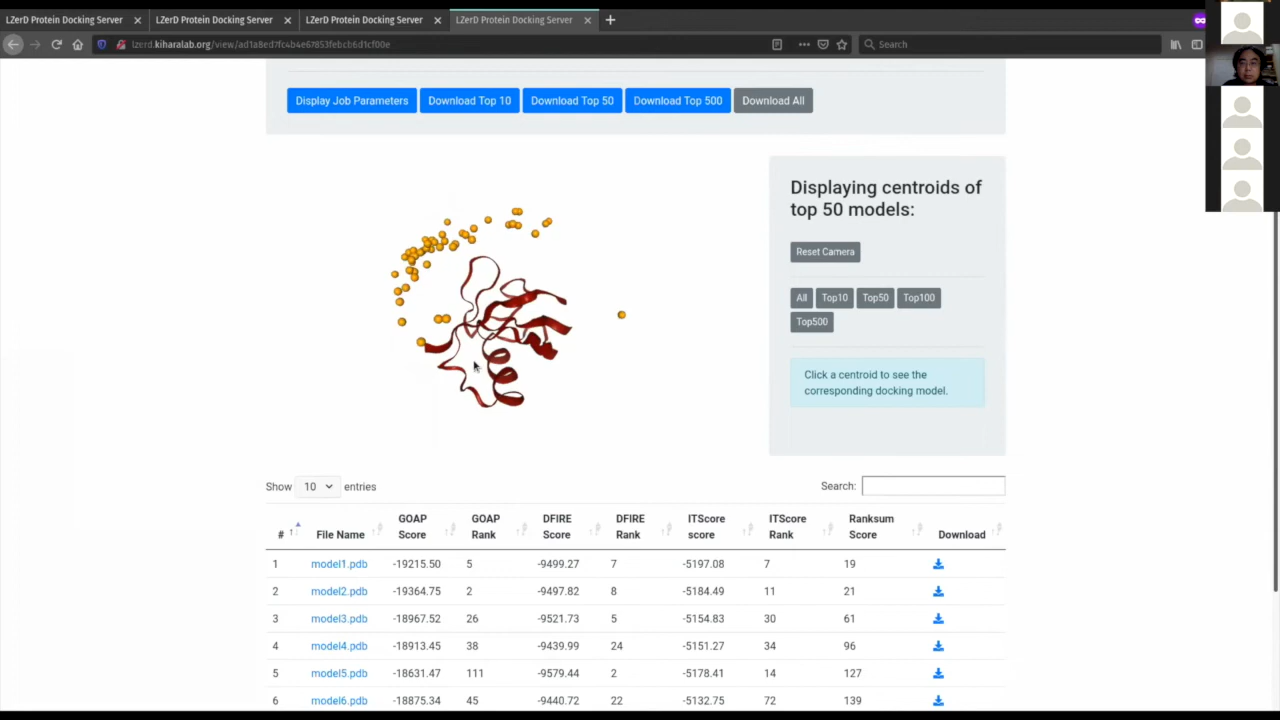 LZerD Protein Docking Server LZerD Protein Docking Server LZerD Protein Docking Server LZerD Protein Docking Server
lzerd.kiharalab.org/view/ad1a8ed7fc4b4e67853febcb6d1cf00e Search
Display Job Parameters Download Top 10 Download Top 50 Download Top 500 Download All
Displaying centroids of
top 50 models:
Reset Camera
All Top10 Top50 Top100
Top500
Click a centroid to see the
corresponding docking model.
Show 10 entries Search:
# File Name GOAP Score GOAP Rank DFIRE Score DFIRE Rank ITScore score ITScore Rank Ranksum Score Download
1 model1.pdb -19215.50 5 -9499.27 7 -5197.08 7 19
2 model2.pdb -19364.75 2 -9497.82 8 -5184.49 11 21
3 model3.pdb -18967.52 26 -9521.73 5 -5154.83 30 61
4 model4.pdb -18913.45 38 -9439.99 24 -5151.27 34 96
5 model5.pdb -18631.47 111 -9579.44 2 -5178.41 14 127
6 model6.pdb -18875.34 45 -9440.72 22 -5132.75 72 139